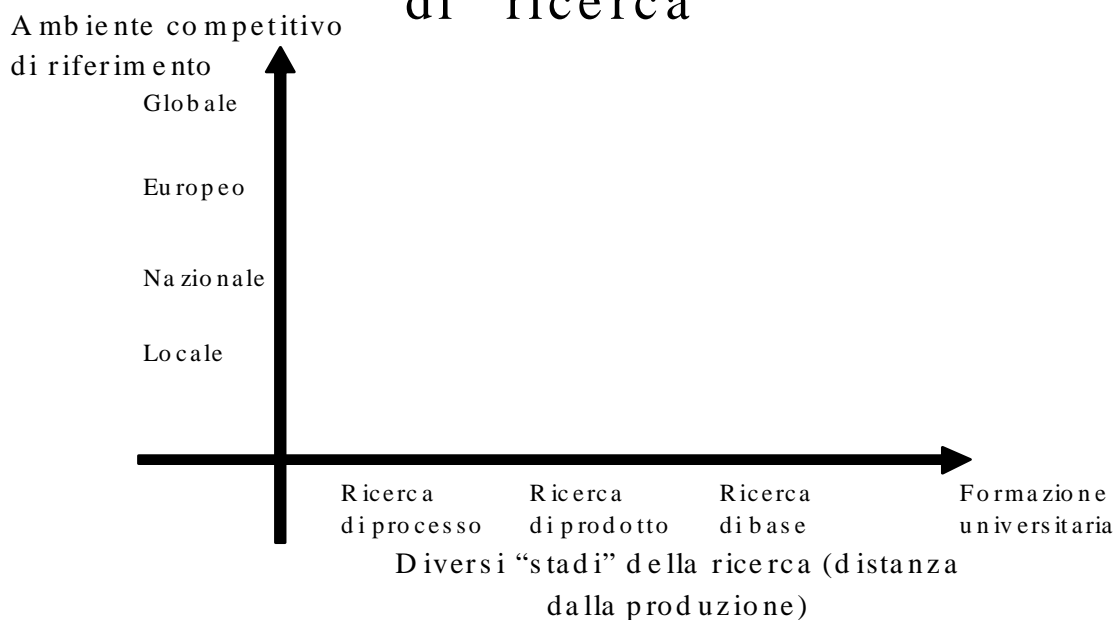 di ricerca
Ambiente competitivo
di riferimento
Globale
Europeo
Nazionale
Locale
Ricerca
di processo
Ricerca
di prodotto
Ricerca
di base
Formazione
universitaria
Diversi “stadi” della ricerca (distanza
dalla produzione)